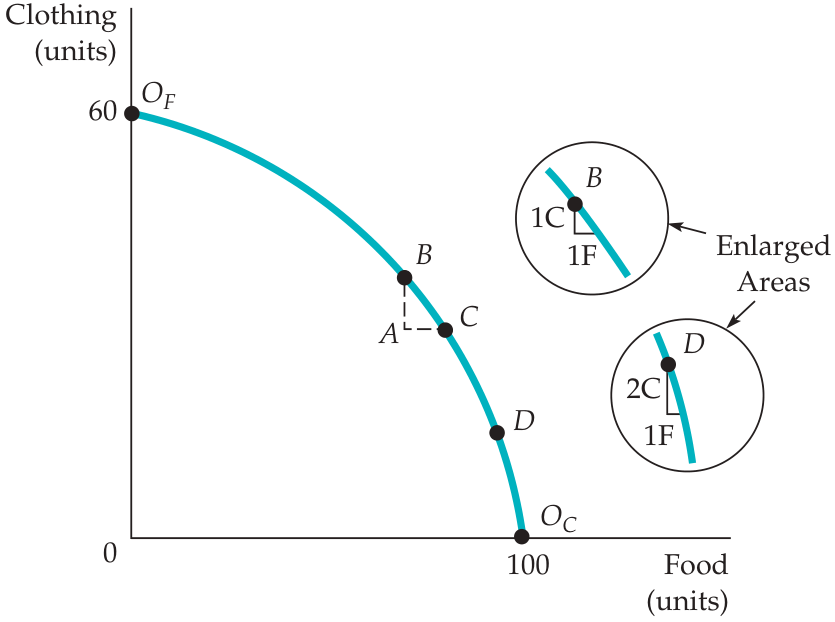 Clothing
(units)
O_F
60
B
B
1C
1F
Enlarged
Areas
C
A
D
2C
1F
D
O_C
0
100
Food
(units)